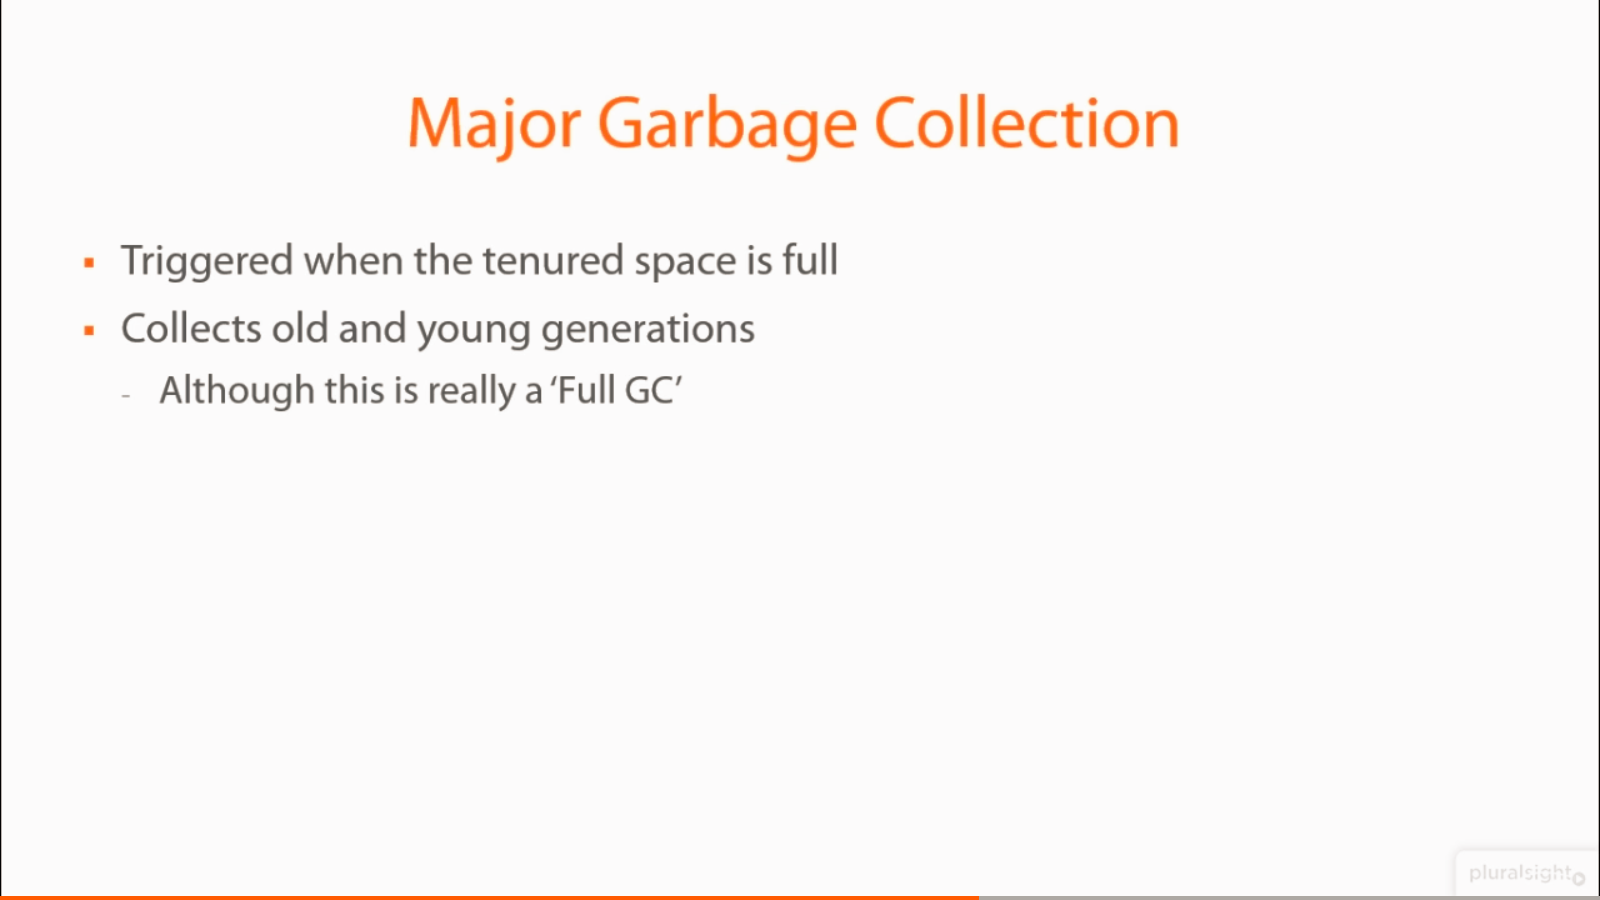 Major Garbage Collection
Triggered when the tenured space is full
Collects old and young generations
- Although this is really a ‘Full GC’
pluralsight